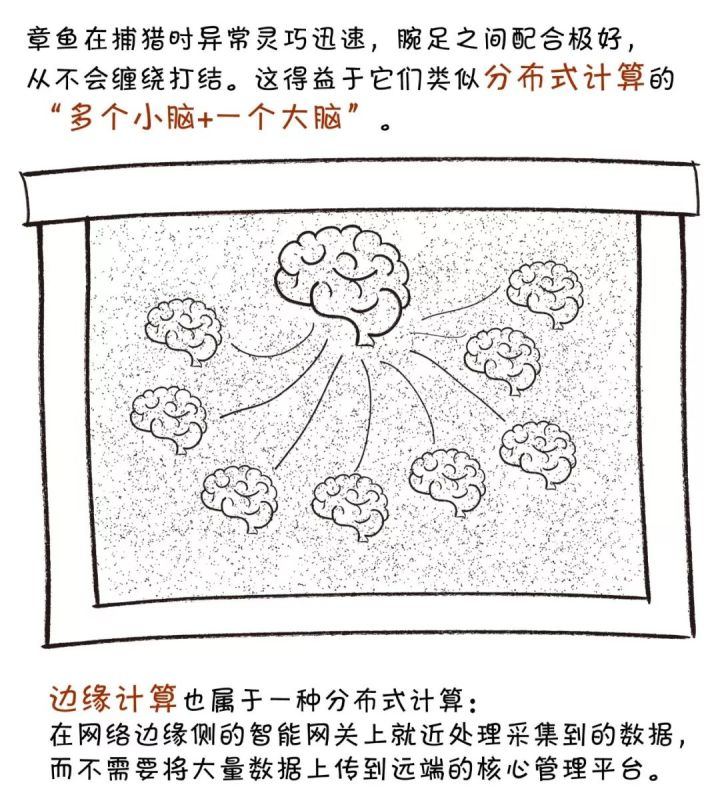 章鱼在捕猎时异常灵巧迅速，腕足之间配合极好，
从不会缠绕打结。这得益于它们类似分布式计算的
“多个小脑+一个大脑”。
边缘计算也属于一种分布式计算：
在网络边缘侧的智能网关上就近处理采集到的数据，
而不需要将大量数据上传到远端的核心管理平台。